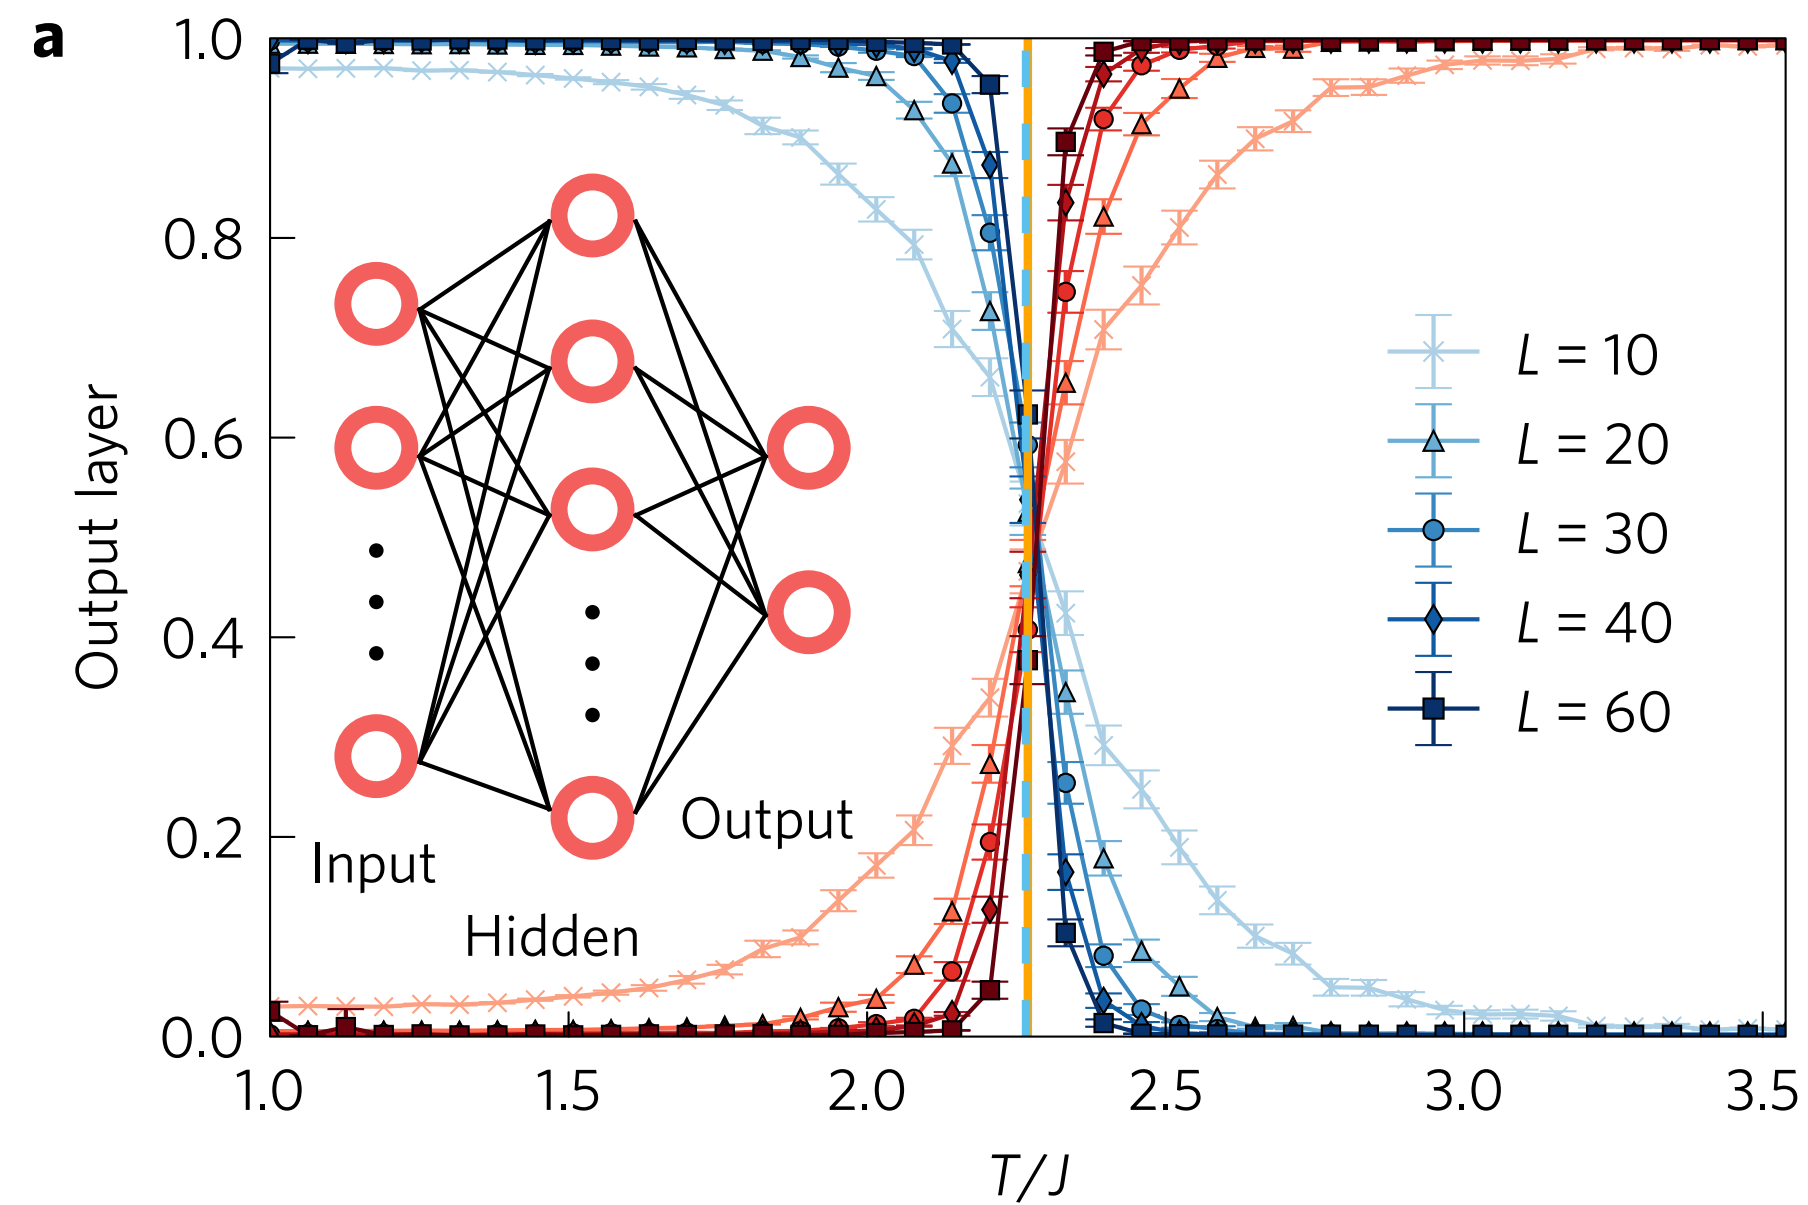 a
1.0
0.8
0.6
0.4
0.2
0.0
Output layer
Input
Hidden
Output
L = 10
L = 20
L = 30
L = 40
L = 60
1.0 1.5 2.0 2.5 3.0 3.5
T/J